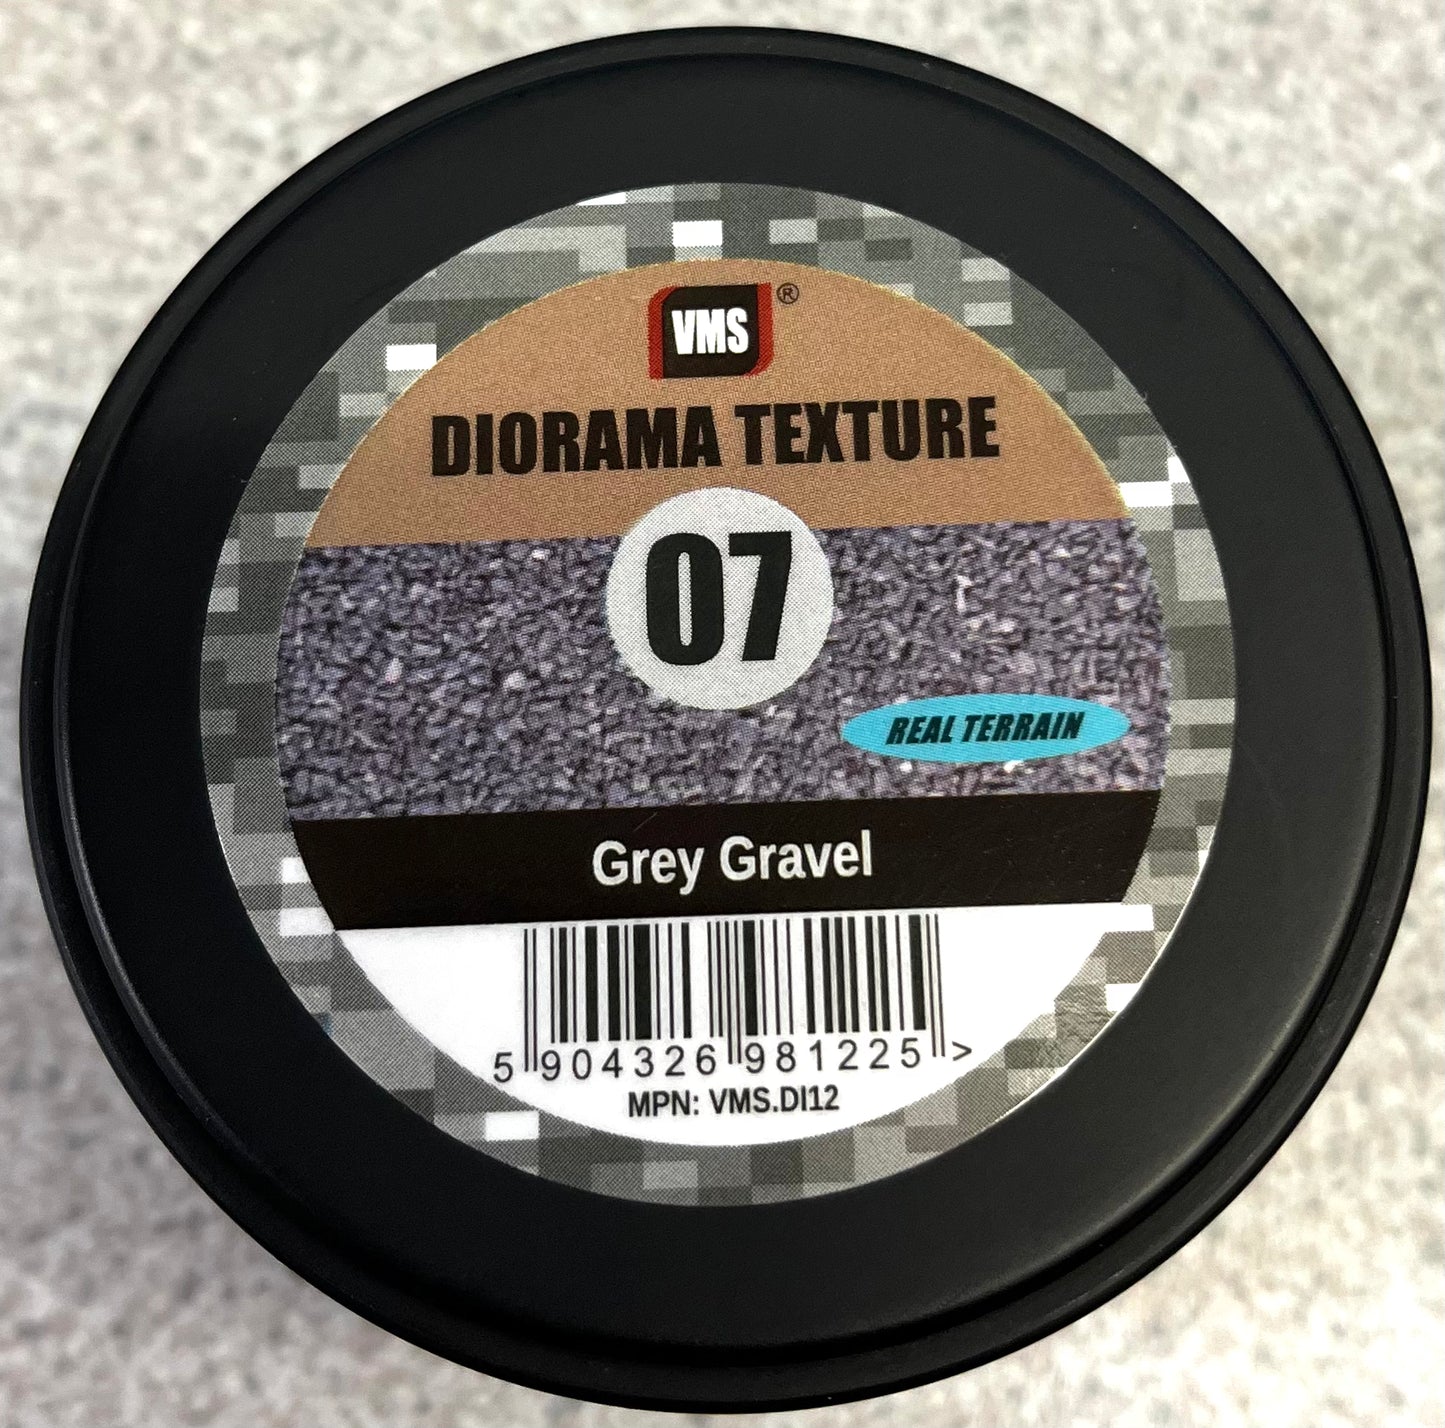 VMS ®
DIORAMA TEXTURE
07
REAL TERRAIN
Grey Gravel
5 904326 981225 >
MPN: VMS.DI12